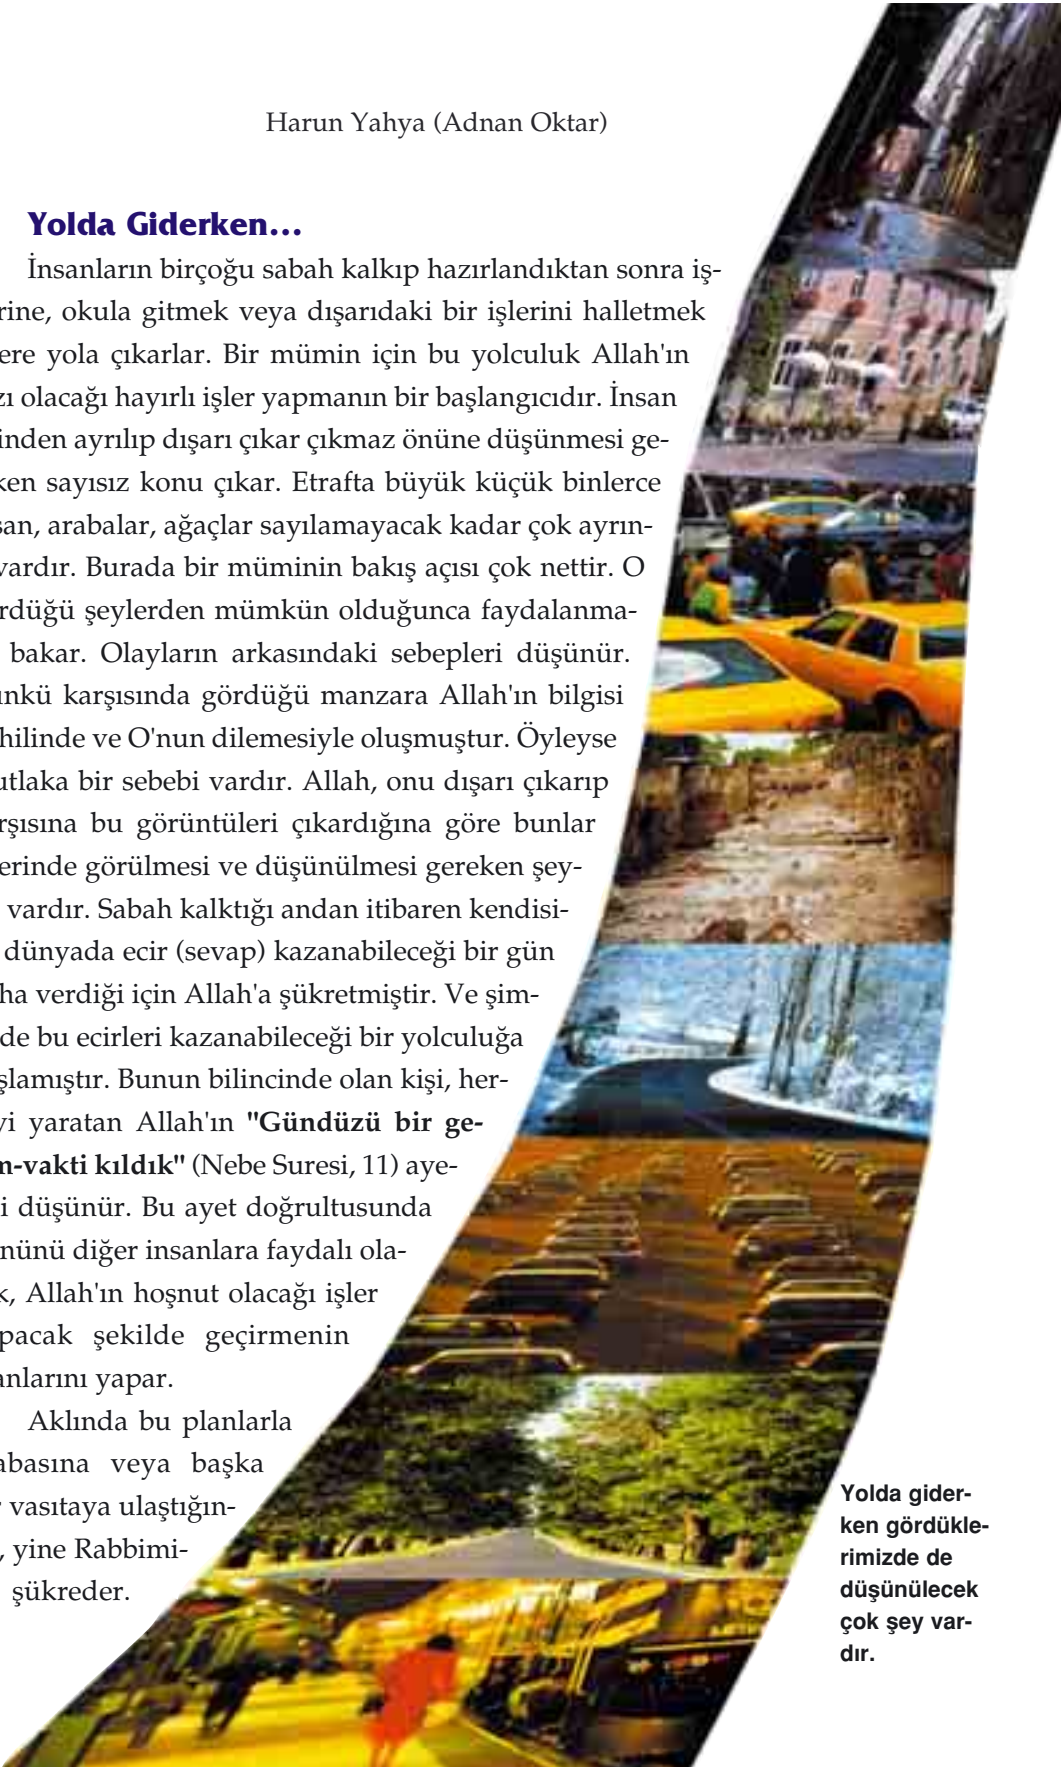 Harun Yahya (Adnan Oktar)
Yolda Giderken...
İnsanların birçoğu sabah kalkıp hazırlandıktan sonra iş-
rine, okula gitmek veya dışarıdaki bir işlerini halletmek
ere yola çıkarlar. Bir mümin için bu yolculuk Allah'ın
zı olacağı hayırlı işler yapmanın bir başlangıcıdır. İnsan
inden ayrılıp dışarı çıkar çıkmaz önüne düşünmesi ge-
ken sayısız konu çıkar. Etrafta büyük küçük binlerce
san, arabalar, ağaçlar sayılamayacak kadar çok ayrın-
vardır. Burada bir müminin bakış açısı çok nettir. O
rdüğü şeylerden mümkün olduğunca faydalanma-
bakar. Olayların arkasındaki sebepleri düşünür.
ünkü karşısında gördüğü manzara Allah'ın bilgisi
hilinde ve O'nun dilemesiyle oluşmuştur. Öyleyse
utlaka bir sebebi vardır. Allah, onu dışarı çıkarıp
rşısına bu görüntüleri çıkardığına göre bunlar
erinde görülmesi ve düşünülmesi gereken şey-
vardır. Sabah kalktığı andan itibaren kendisi-
dünyada ecir (sevap) kazanabileceği bir gün
ha verdiği için Allah'a şükretmiştir. Ve şim-
de bu ecirleri kazanabileceği bir yolculuğa
şlamıştır. Bunun bilincinde olan kişi, her-
yi yaratan Allah'ın "Gündüzü bir ge-
m-vakti kıldık" (Nebe Suresi, 11) aye-
i düşünür. Bu ayet doğrultusunda
nünü diğer insanlara faydalı ola-
k, Allah'ın hoşnut olacağı işler
pacak şekilde geçirmenin
anlarını yapar.
Aklında bu planlarla
abasına veya başka
r vasıtaya ulaştığın-
, yine Rabbimi-
şükreder.
Yolda gider-
ken gördükle-
rimizde de
düşünülecek
çok şey var-
dır.